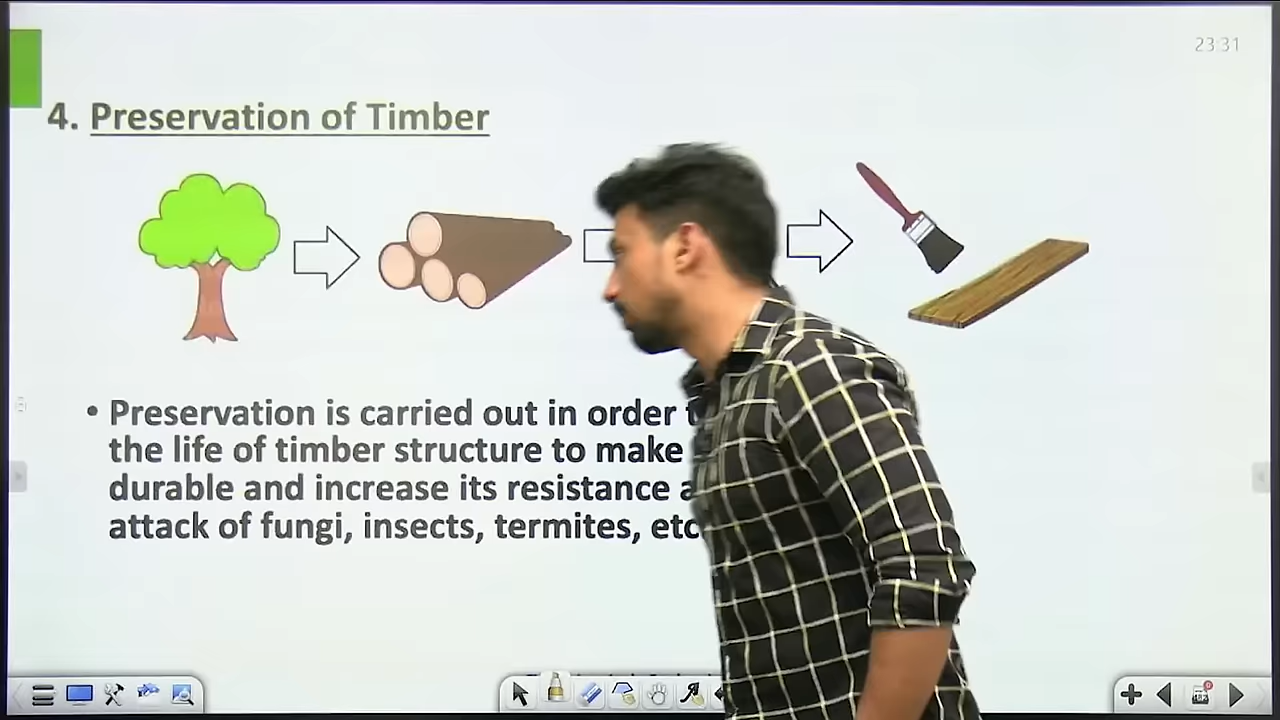 23:31
4. Preservation of Timber
• Preservation is carried out in order
the life of timber structure to make
durable and increase its resistance
attack of fungi, insects, termites, etc